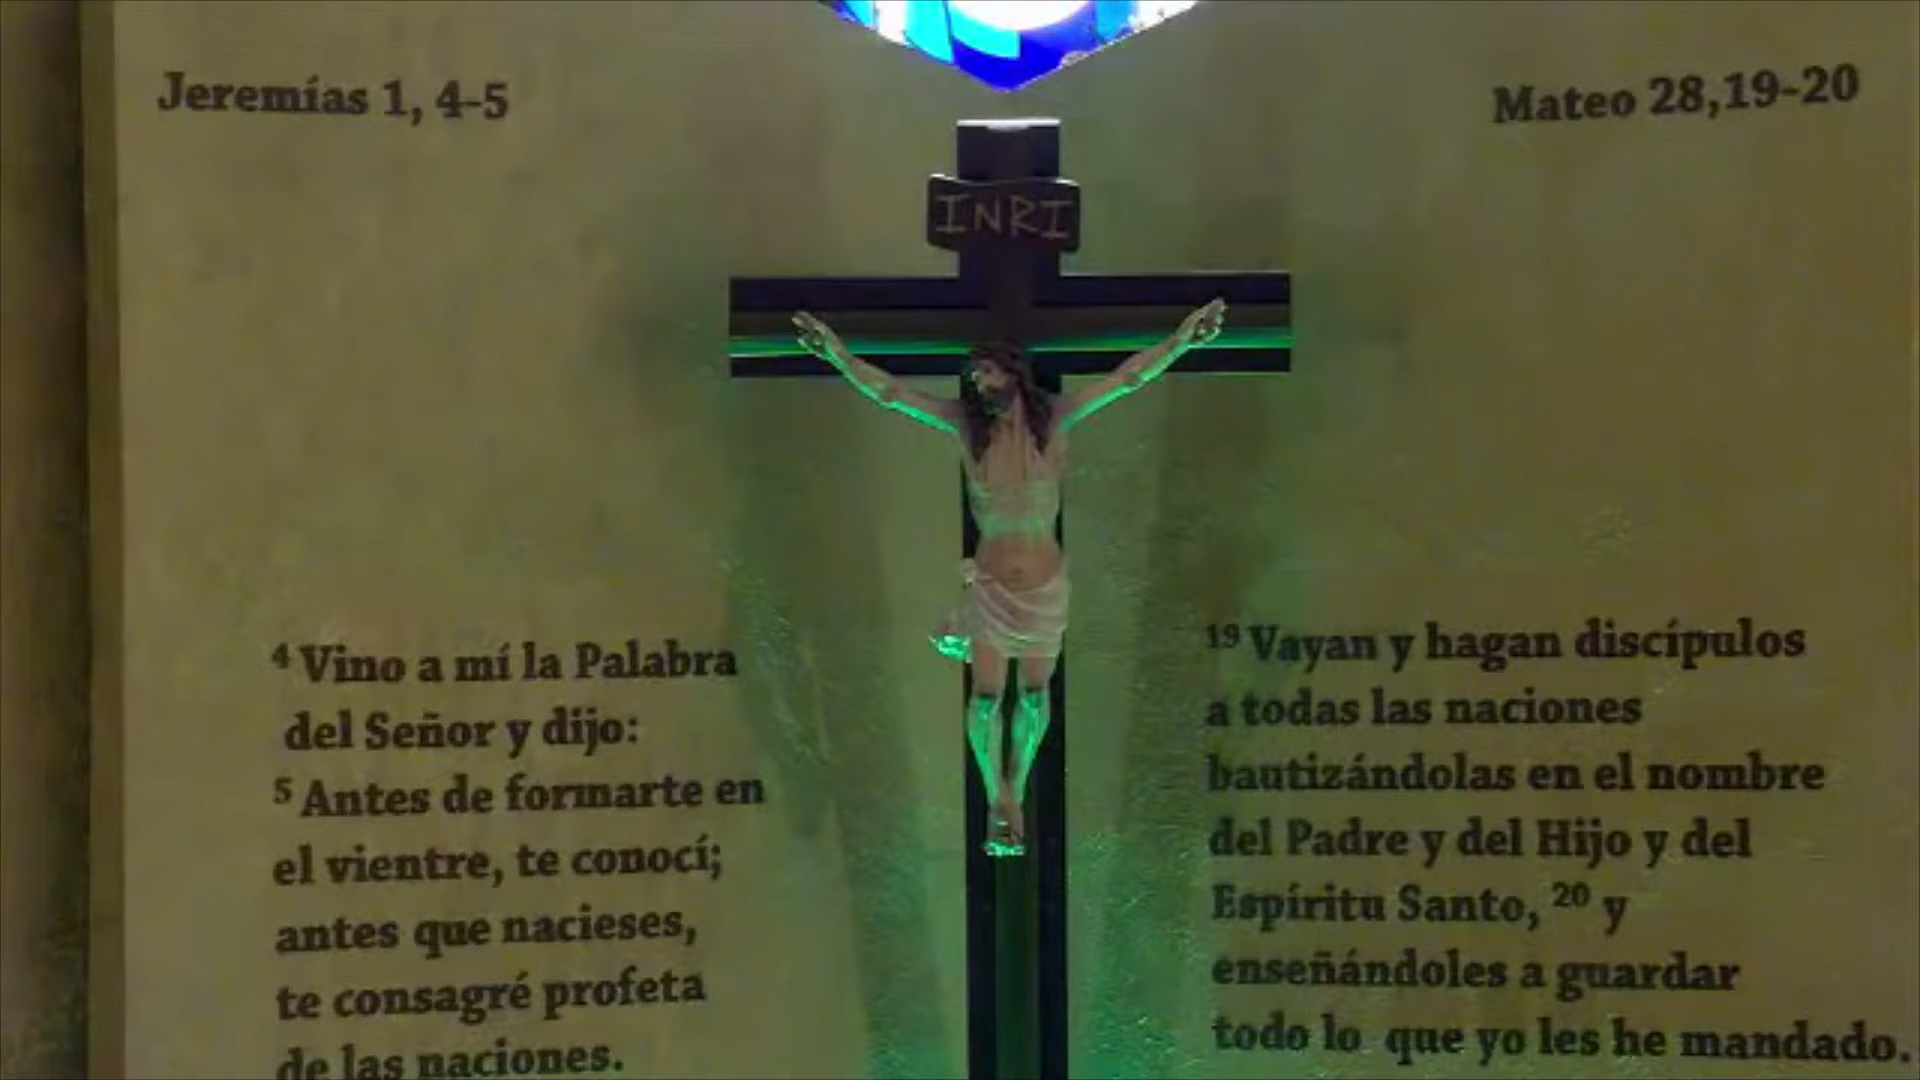 Jeremías 1, 4-5
Mateo 28,19-20
INRI
⁴ Vino a mí la Palabra
del Señor y dijo:
⁵ Antes de formarte en
el vientre, te conocí;
antes que nacieses,
te consagré profeta
de las naciones.
¹⁹ Vayan y hagan discípulos
a todas las naciones
bautizándolas en el nombre
del Padre y del Hijo y del
Espíritu Santo, ²⁰ y
enseñándoles a guardar
todo lo que yo les he mandado.